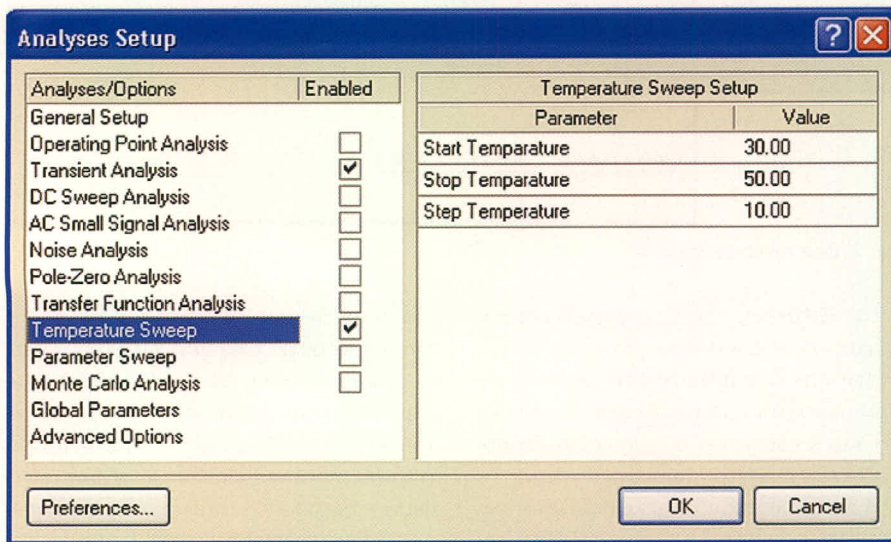 Analyses Setup
Analyses/Options Enabled
General Setup
Operating Point Analysis
Transient Analysis
DC Sweep Analysis
AC Small Signal Analysis
Noise Analysis
Pole-Zero Analysis
Transfer Function Analysis
Temperature Sweep
Parameter Sweep
Monte Carlo Analysis
Global Parameters
Advanced Options
Temperature Sweep Setup
Parameter Value
Start Temparature 30.00
Stop Temparature 50.00
Step Temperature 10.00
Preferences...
OK
Cancel